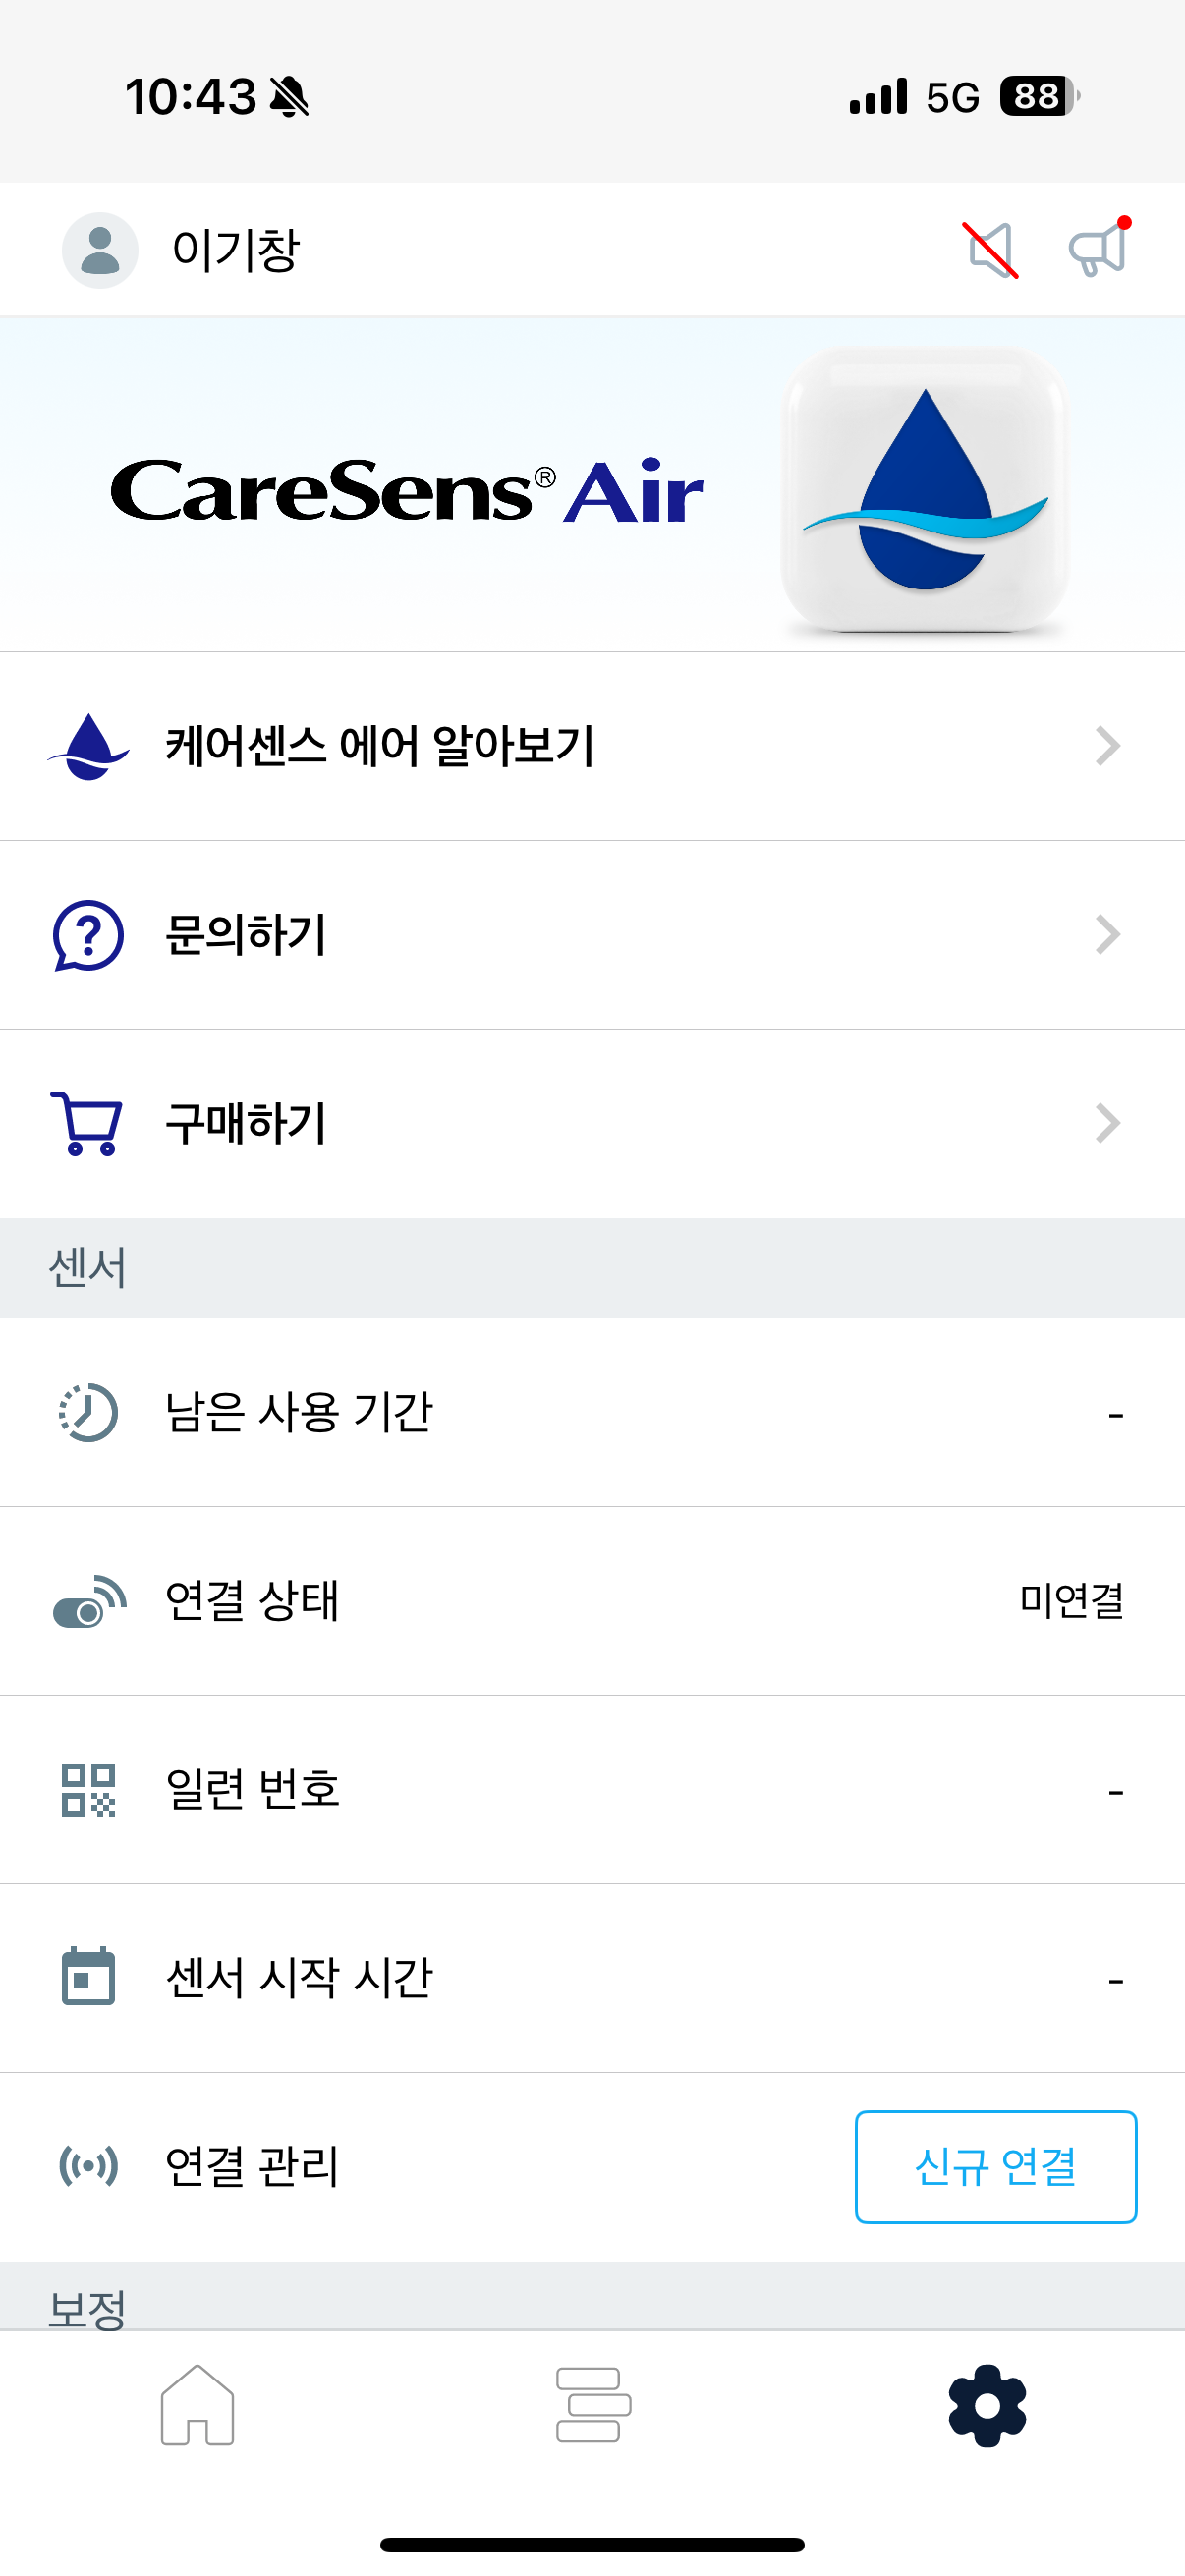 10:43 5G 88
이기창
CareSens® Air
케어센스 에어 알아보기
문의하기
구매하기
센서
남은 사용 기간 -
연결 상태 미연결
일련 번호 -
센서 시작 시간 -
연결 관리 신규 연결
보정